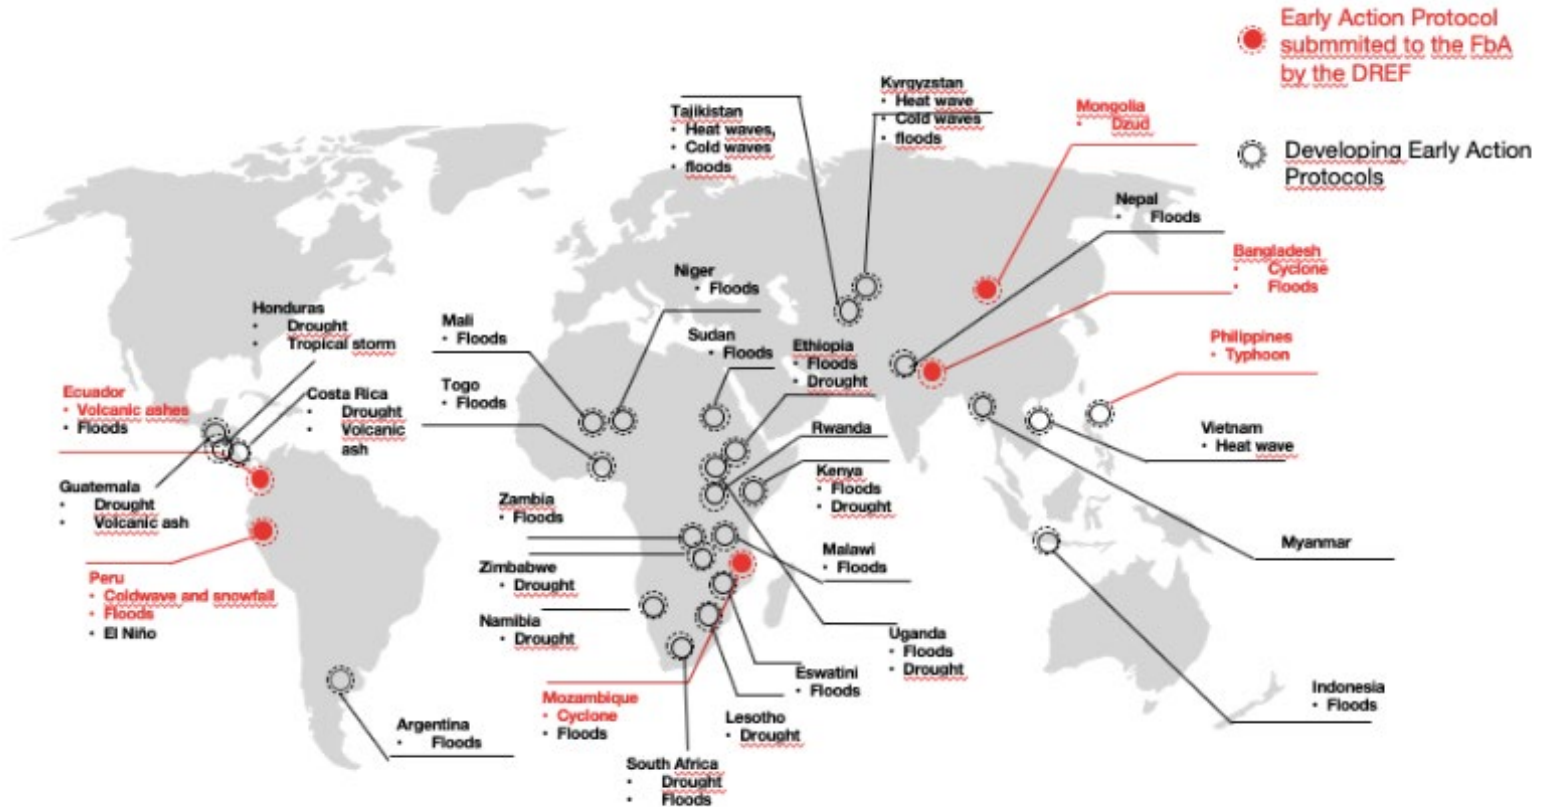 Early Action Protocol
submmited to the FbA
by the DREF
Developing Early Action
Protocols
Kyrgyzstan
• Heat wave
• Cold waves
• floods
Tajikistan
• Heat waves,
• Cold waves
• floods
Mongolia
• Dzud
Nepal
• Floods
Bangladesh
• Cyclone
• Floods
Philippines
• Typhoon
Vietnam
• Heat wave
Myanmar
Indonesia
• Floods
Niger
• Floods
Mali
• Floods
Sudan
• Floods
Ethiopia
• Floods
• Drought
Togo
• Floods
Rwanda
Kenya
• Floods
• Drought
Malawi
• Floods
Uganda
• Floods
• Drought
Zambia
• Floods
Zimbabwe
• Drought
Namibia
• Drought
Eswatini
• Floods
Lesotho
• Drought
Mozambique
• Cyclone
• Floods
South Africa
• Drought
• Floods
Honduras
• Drought
• Tropical storm
Costa Rica
• Drought
• Volcanic
ash
Ecuador
• Volcanic ashes
• Floods
Guatemala
• Drought
• Volcanic ash
Peru
• Coldwave and snowfall
• Floods
• El Niño
Argentina
• Floods